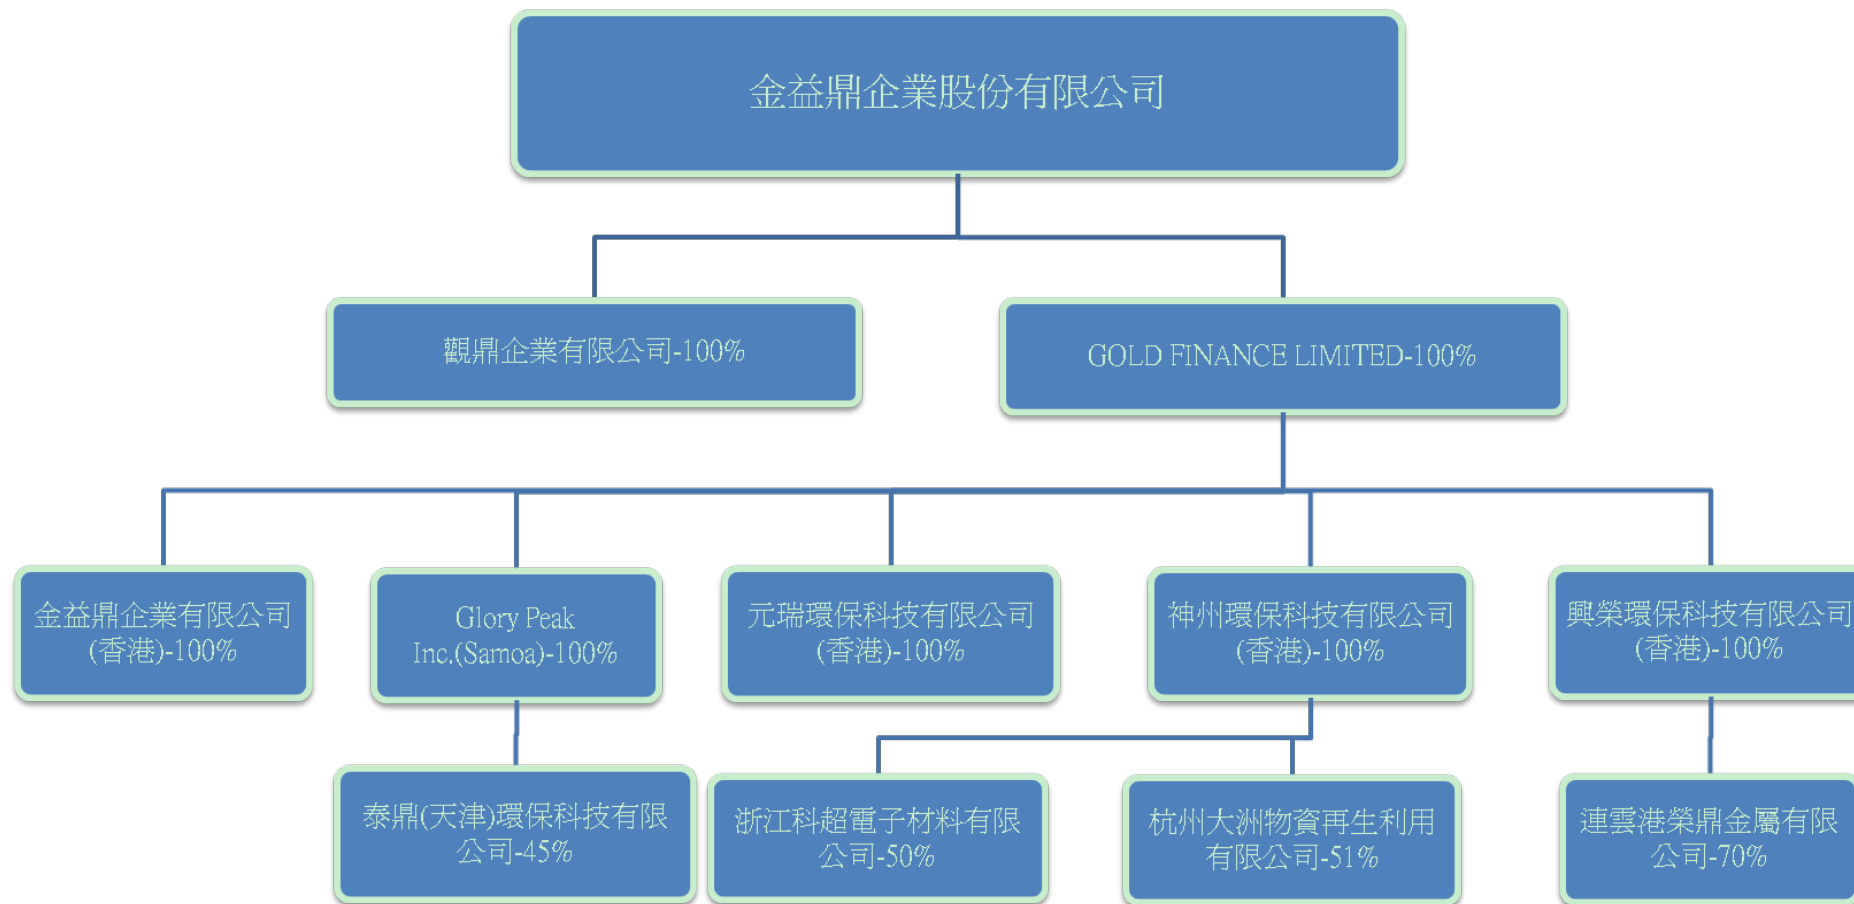 金益鼎企業股份有限公司
觀鼎企業有限公司-100%
GOLD FINANCE LIMITED-100%
金益鼎企業有限公司
(香港)-100%
Glory Peak
Inc.(Samoa)-100%
元瑞環保科技有限公司
(香港)-100%
神州環保科技有限公司
(香港)-100%
興榮環保科技有限公司
(香港)-100%
泰鼎(天津)環保科技有限
公司-45%
浙江科超電子材料有限
公司-50%
杭州大洲物資再生利用
有限公司-51%
連雲港榮鼎金屬有限
公司-70%